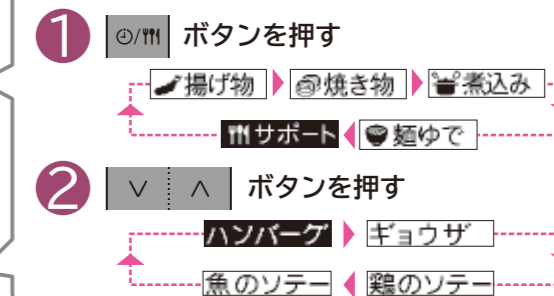 1 ボタンを押す
揚げ物 焼き物 煮込み
サポート 麺ゆで
2 ボタンを押す
ハンバーグ ギョウザ
魚のソテー 鶏のソテー